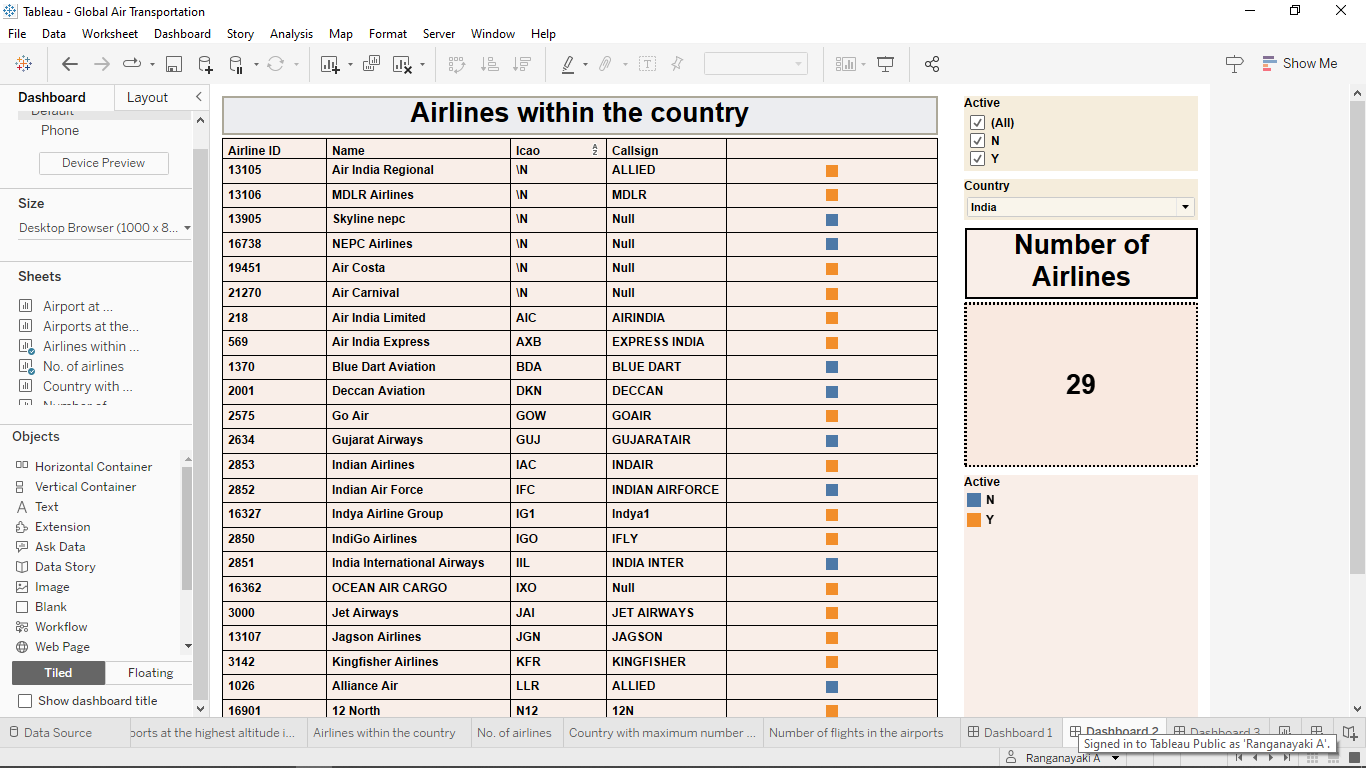 Tableau - Global Air Transportation
File Data Worksheet Dashboard Story Analysis Map Format Server Window Help
Show Me
Dashboard Layout
Default
Phone
Device Preview
Size
Desktop Browser (1000 x 8...
Sheets
Airport at ...
Airports at the...
Airlines within ...
No. of airlines
Country with ...
Number of
Objects
Horizontal Container
Vertical Container
Text
Extension
Ask Data
Data Story
Image
Blank
Workflow
Web Page
Tiled Floating
Show dashboard title
Airlines within the country
Airline ID Name Icao Callsign
13105 Air India Regional \N ALLIED
13106 MDLR Airlines \N MDLR
13905 Skyline nepc \N Null
16738 NEPC Airlines \N Null
19451 Air Costa \N Null
21270 Air Carnival \N Null
218 Air India Limited AIC AIRINDIA
569 Air India Express AXB EXPRESS INDIA
1370 Blue Dart Aviation BDA BLUE DART
2001 Deccan Aviation DKN DECCAN
2575 Go Air GOW GOAIR
2634 Gujarat Airways GUJ GUJARATAIR
2853 Indian Airlines IAC INDAIR
2852 Indian Air Force IFC INDIAN AIRFORCE
16327 Indya Airline Group IG1 Indya1
2850 IndiGo Airlines IGO IFLY
2851 India International Airways IIL INDIA INTER
16362 OCEAN AIR CARGO IXO Null
3000 Jet Airways JAI JET AIRWAYS
13107 Jagson Airlines JGN JAGSON
3142 Kingfisher Airlines KFR KINGFISHER
1026 Alliance Air LLR ALLIED
16901 12 North N12 12N
Active
(All)
N
Y
Country
India
Number of
Airlines
29
Active
N
Y
Data Source ports at the highest altitude i... Airlines within the country No. of airlines Country with maximum number ... Number of flights in the airports Dashboard 1 Dashboard 2 Dashboard 3
Signed in to Tableau Public as 'Ranganayaki A'.
Ranganayaki A